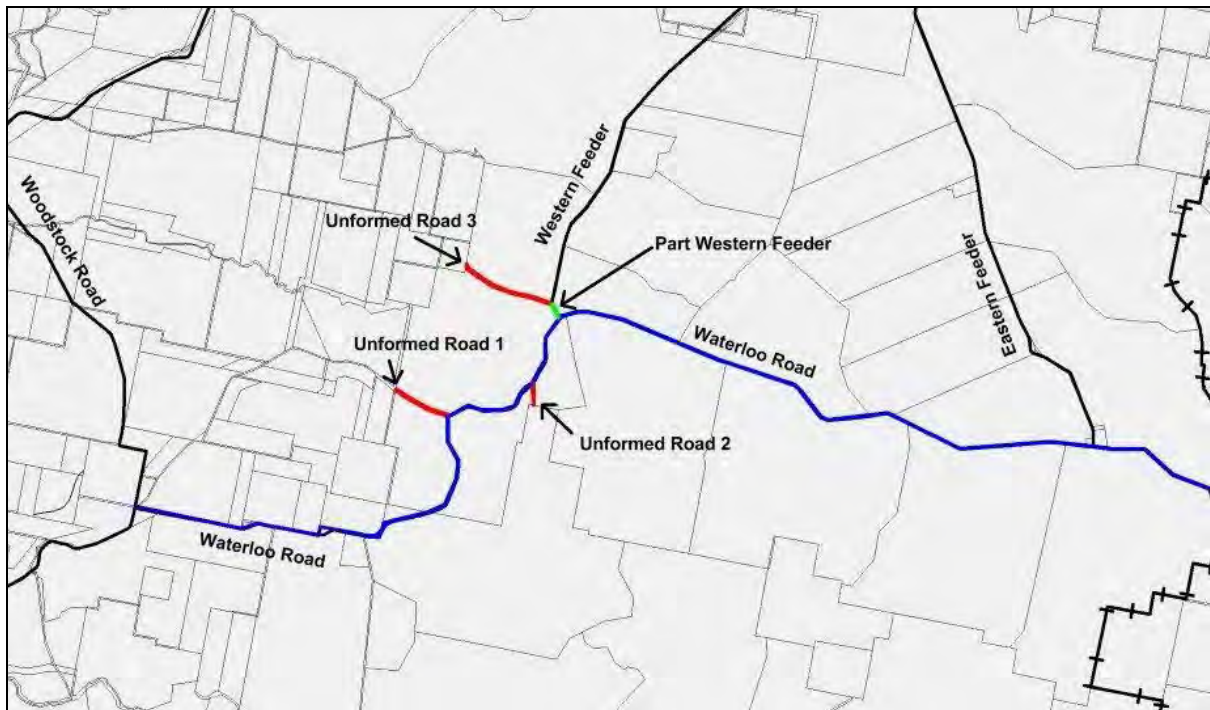 Woodstock Road
Unformed Road 3
Western Feeder
Part Western Feeder
Eastern Feeder
Unformed Road 1
Waterloo Road
Unformed Road 2
Waterloo Road